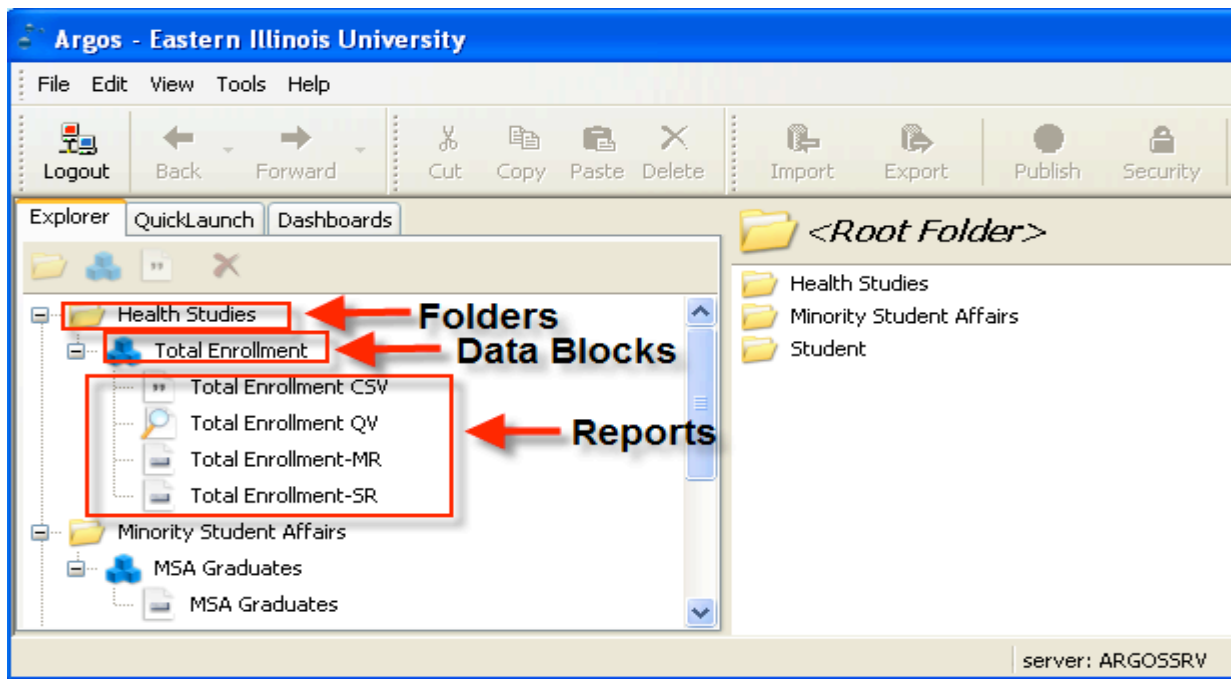 Argos - Eastern Illinois University
File Edit View Tools Help
Logout Back Forward Cut Copy Paste Delete Import Export Publish Security
Explorer QuickLaunch Dashboards
<Root Folder>
Health Studies
Folders
Total Enrollment
Data Blocks
Total Enrollment CSV
Total Enrollment QV
Reports
Total Enrollment-MR
Total Enrollment-SR
Minority Student Affairs
MSA Graduates
MSA Graduates
Health Studies
Minority Student Affairs
Student
server: ARGOSSRV